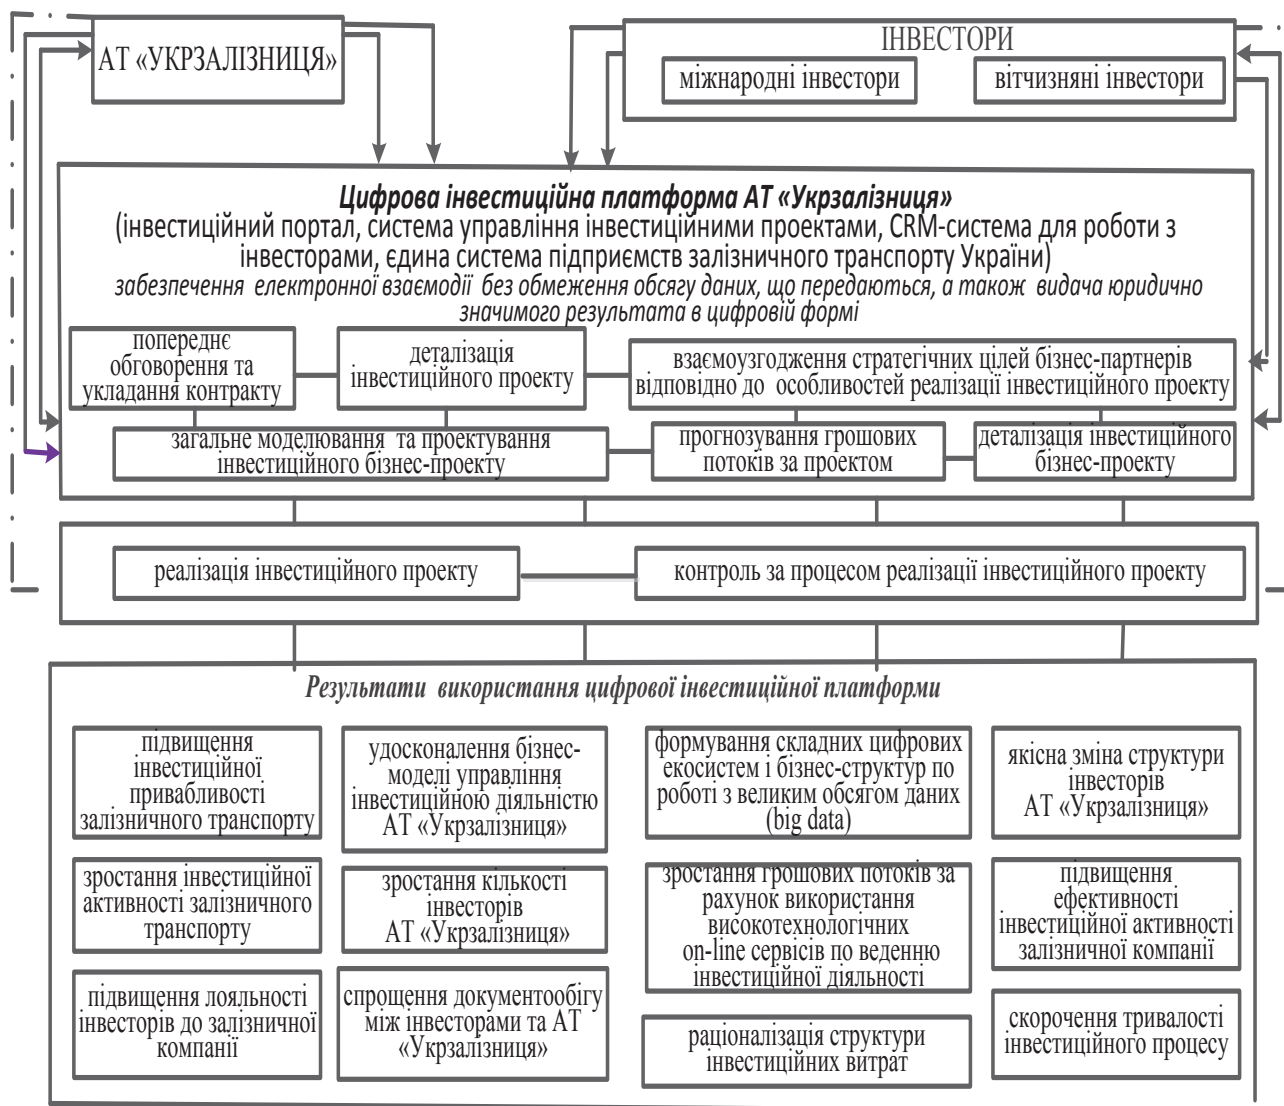 АТ «УКРЗАЛІЗНИЦЯ»
ІНВЕСТОРИ
міжнародні інвестори
вітчизняні інвестори
Цифрова інвестиційна платформа АТ «Укрзалізниця»
(інвестиційний портал, система управління інвестиційними проектами, CRM-система для роботи з
інвесторами, єдина система підприємств залізничного транспорту України)
забезпечення електронної взаємодії без обмеження обсягу даних, що передаються, а також видача юридично
значимого результата в цифровій формі
попереднє
обговорення та
укладання контракту
деталізація
інвестиційного проекту
взаємоузгодження стратегічних цілей бізнес-партнерів
відповідно до особливостей реалізації інвестиційного проекту
загальне моделювання та проектування
інвестиційного бізнес-проекту
прогнозування грошових
потоків за проектом
деталізація інвестиційного
бізнес-проекту
реалізація інвестиційного проекту
контроль за процесом реалізації інвестиційного проекту
Результати використання цифрової інвестиційної платформи
підвищення
інвестиційної
привабливості
залізничного транспорту
удосконалення бізнес-
моделі управління
інвестиційною діяльністю
АТ «Укрзалізниця»
формування складних цифрових
екосистем і бізнес-структур по
роботі з великим обсягом даних
(big data)
якісна зміна структури
інвесторів
АТ «Укрзалізниця»
зростання інвестиційної
активності залізничного
транспорту
зростання кількості
інвесторів
АТ «Укрзалізниця»
зростання грошових потоків за
рахунок використання
високотехнологічних
on-line сервісів по веденню
інвестиційної діяльності
підвищення
ефективності
інвестиційної активності
залізничної компанії
підвищення лояльності
інвесторів до залізничної
компанії
спрощення документообігу
між інвесторами та АТ
«Укрзалізниця»
раціоналізація структури
інвестиційних витрат
скорочення тривалості
інвестиційного процесу